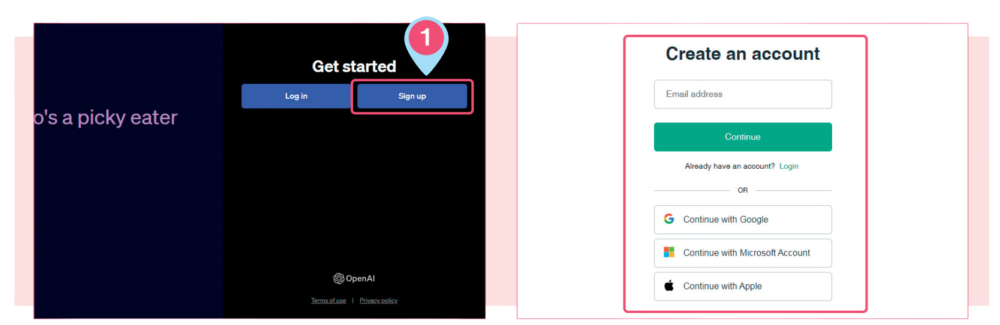 1
Get started
Log in
Sign up
o's a picky eater
OpenAI
Terms of use | Privacy policy
Create an account
Email address
Continue
Already have an account? Login
OR
Continue with Google
Continue with Microsoft Account
Continue with Apple